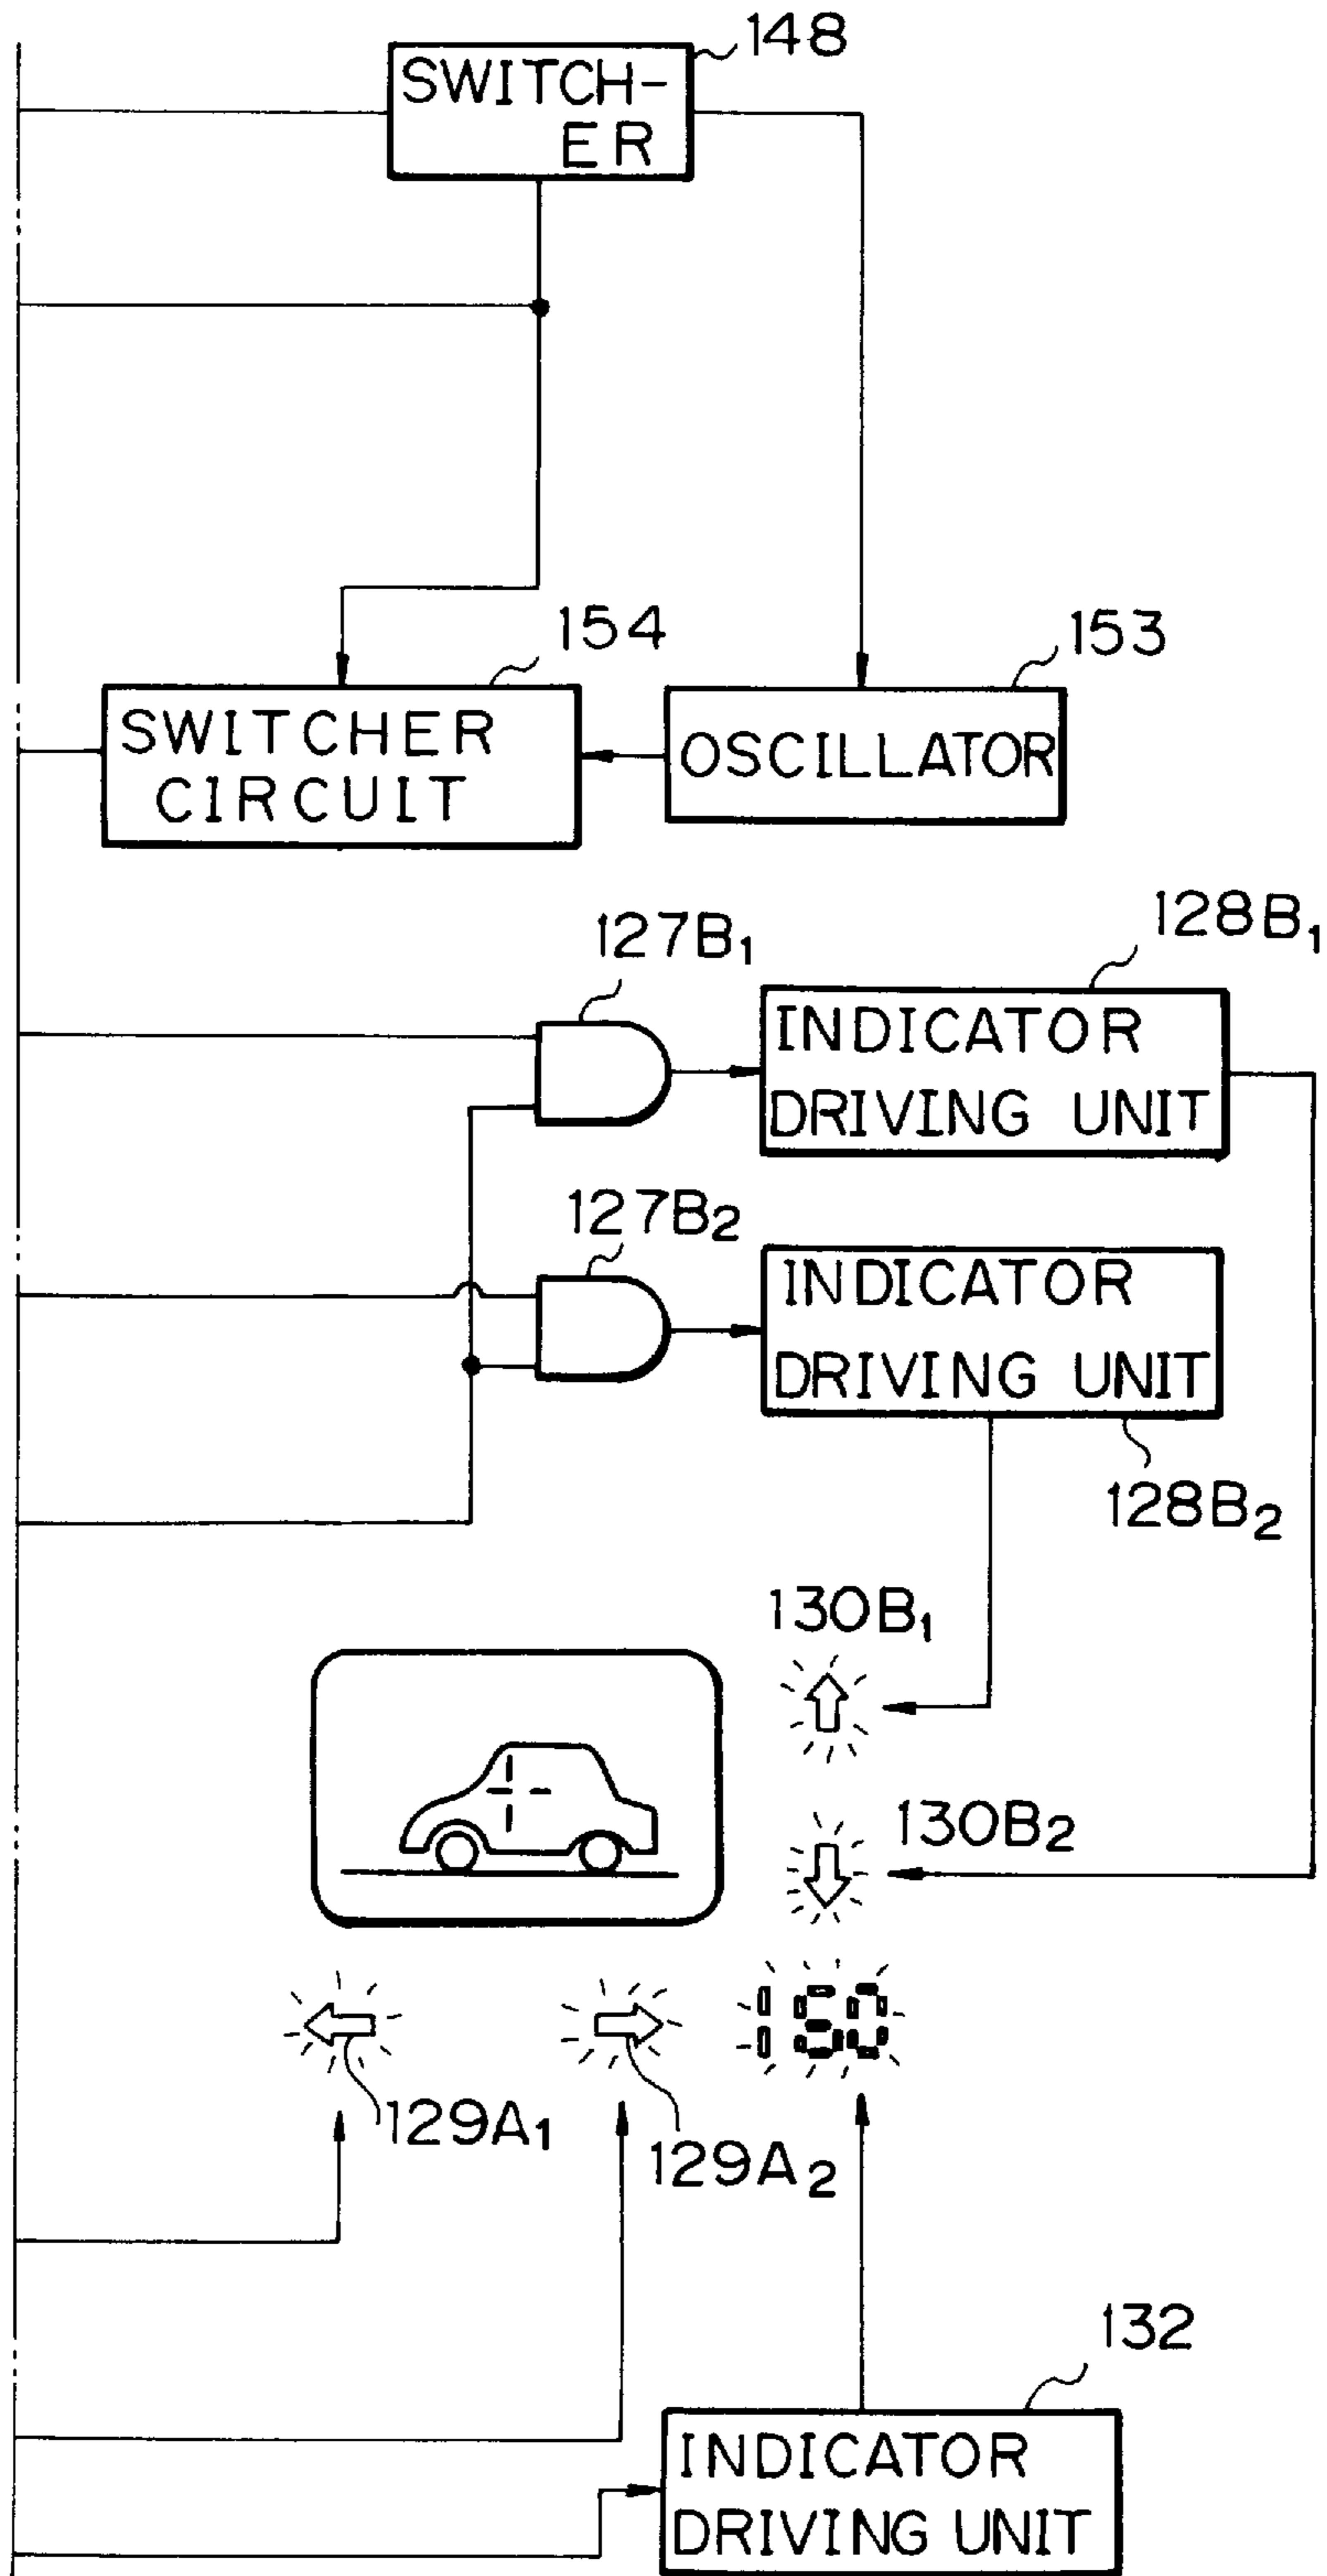 148
SWITCH-
ER
154
153
SWITCHER
CIRCUIT
OSCILLATOR
127B1
128B1
INDICATOR
DRIVING UNIT
127B2
INDICATOR
DRIVING UNIT
128B2
130B1
130B2
150
129A1
129A2
132
INDICATOR
DRIVING UNIT